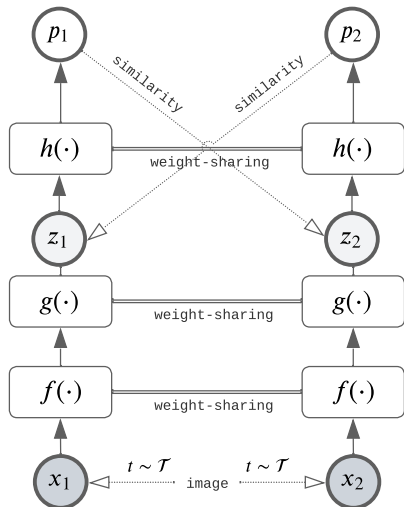 p₁ p₂
similarity similarity
h(·) h(·)
weight-sharing
z₁ z₂
g(·) g(·)
weight-sharing
f(·) f(·)
weight-sharing
t ~ 𝒯 t ~ 𝒯
x₁ image x₂